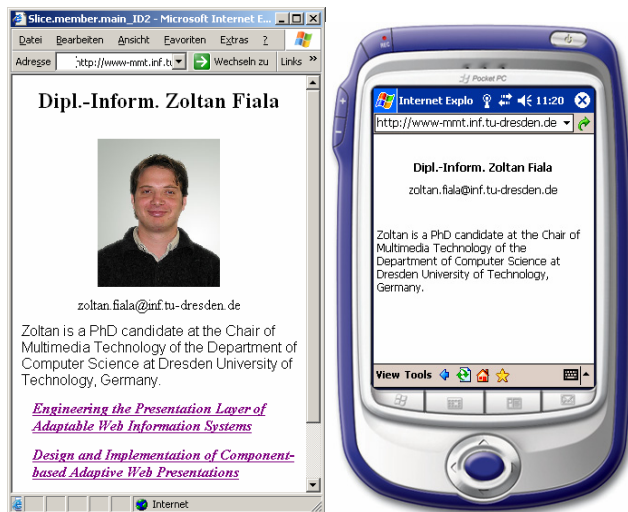 Slice.member.main_ID2 - Microsoft Internet E...
Datei Bearbeiten Ansicht Favoriten Extras ?
Adresse http://www-mmt.inf.tu Wechseln zu Links »
Dipl.-Inform. Zoltan Fiala
zoltan.fiala@inf.tu-dresden.de
Zoltan is a PhD candidate at the Chair of
Multimedia Technology of the Department of
Computer Science at Dresden University of
Technology, Germany.
Engineering the Presentation Layer of
Adaptable Web Information Systems
Design and Implementation of Component-
based Adaptive Web Presentations
Internet
REC
Pocket PC
Internet Explo 11:20
http://www-mmt.inf.tu-dresden.de
Dipl.-Inform. Zoltan Fiala
zoltan.fiala@inf.tu-dresden.de
Zoltan is a PhD candidate at the Chair of
Multimedia Technology of the
Department of Computer Science at
Dresden University of Technology,
Germany.
View Tools